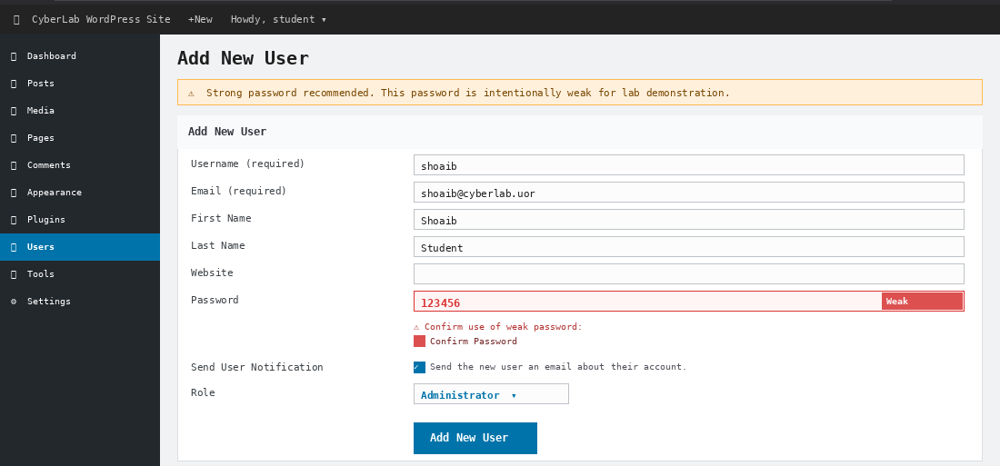 CyberLab WordPress Site +New Howdy, student ▾
Dashboard
Posts
Media
Pages
Comments
Appearance
Plugins
Users
Tools
⚙ Settings
Add New User
⚠ Strong password recommended. This password is intentionally weak for lab demonstration.
Add New User
Username (required) shoaib
Email (required) shoaib@cyberlab.uor
First Name Shoaib
Last Name Student
Website
Password 123456 Weak
⚠ Confirm use of weak password:
Confirm Password
Send User Notification ✓ Send the new user an email about their account.
Role Administrator ▾
Add New User